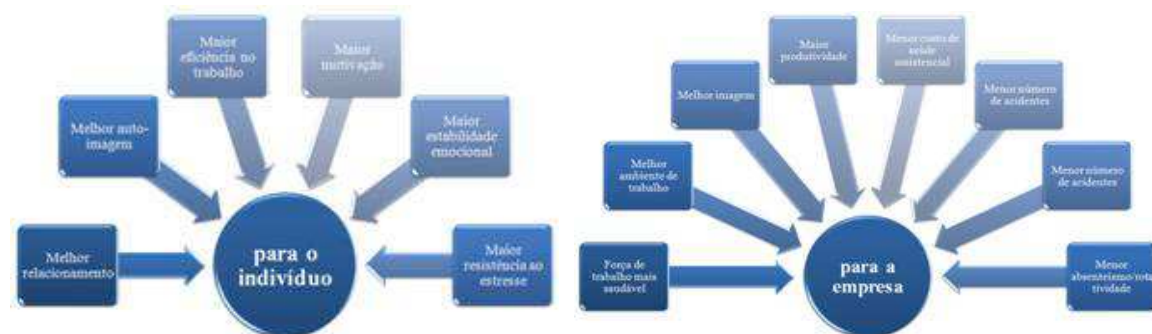 Melhor
relacionamento
Melhor auto-
imagem
Maior
eficiência no
trabalho
Maior
motivação
Maior
estabilidade
emocional
Maior
resistência ao
estresse
para o
indivíduo
Força de
trabalho mais
saudável
Melhor
ambiente de
trabalho
Melhor imagem
Maior
produtividade
Menor custo de
saúde
assistencial
Menor número
de acidentes
Menor número
de acidentes
Menor
absenteísmo/rota
tividade
para a
empresa